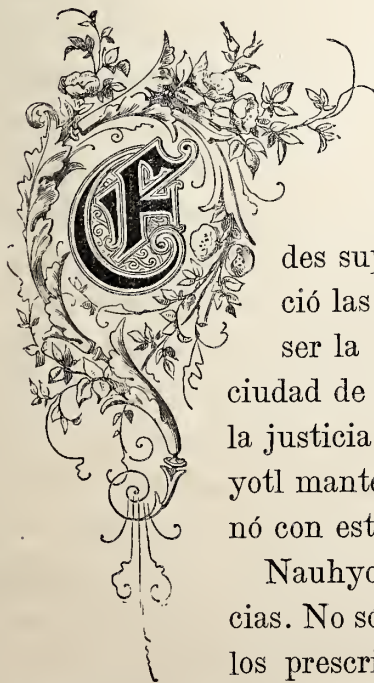 E
des sup
ció las
ser la
ciudad de
la justicia
yotl mante
nó con est
Nauhyo
cias. No so
los prescri